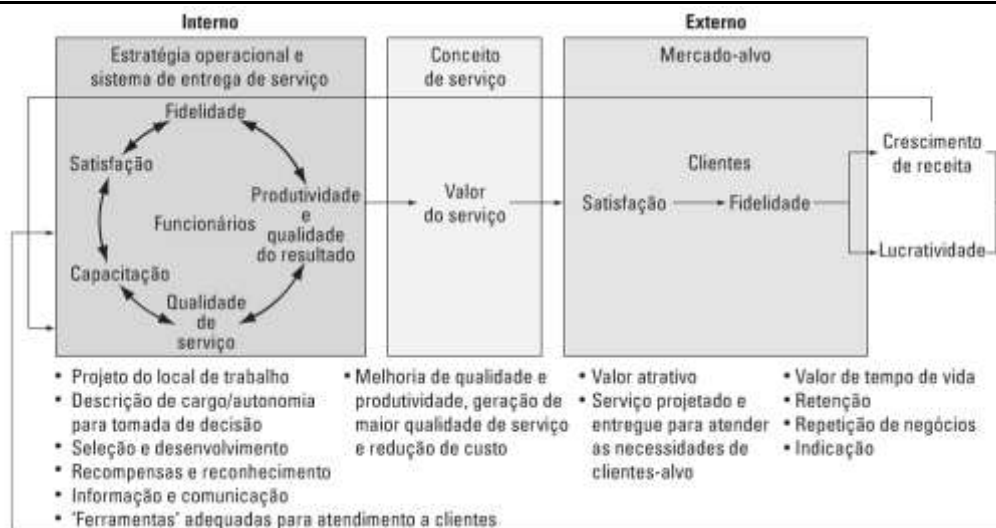 Interno
Externo
Estratégia operacional e
sistema de entrega de serviço
Fidelidade
Satisfação
Produtividade
e
qualidade
do resultado
Funcionários
Capacitação
Qualidade
de
serviço
Conceito
de serviço
Valor
do serviço
Mercado-alvo
Clientes
Satisfação
Fidelidade
Crescimento
de receita
Lucratividade
• Projeto do local de trabalho
• Descrição de cargo/autonomia
para tomada de decisão
• Seleção e desenvolvimento
• Recompensas e reconhecimento
• Informação e comunicação
• 'Ferramentas' adequadas para atendimento a clientes
• Melhoria de qualidade e
produtividade, geração de
maior qualidade de serviço
e redução de custo
• Valor atrativo
• Serviço projetado e
entregue para atender
as necessidades de
clientes-alvo
• Valor de tempo de vida
• Retenção
• Repetição de negócios
• Indicação